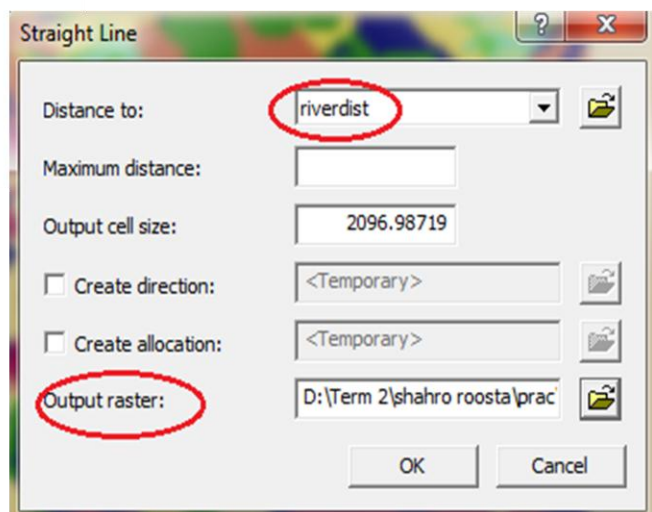 Straight Line
Distance to: riverdist
Maximum distance:
Output cell size: 2096.98719
Create direction: <Temporary>
Create allocation: <Temporary>
Output raster: D:\Term 2\shahro roosta\prac
OK Cancel